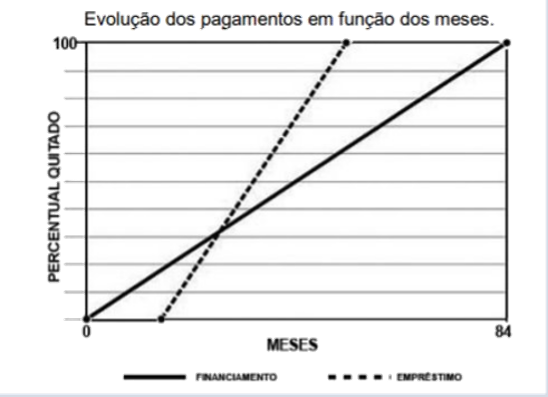 Evolução dos pagamentos em função dos meses.
100
PERCENTUAL QUITADO
0
84
MESES
FINANCIAMENTO
EMPRÉSTIMO